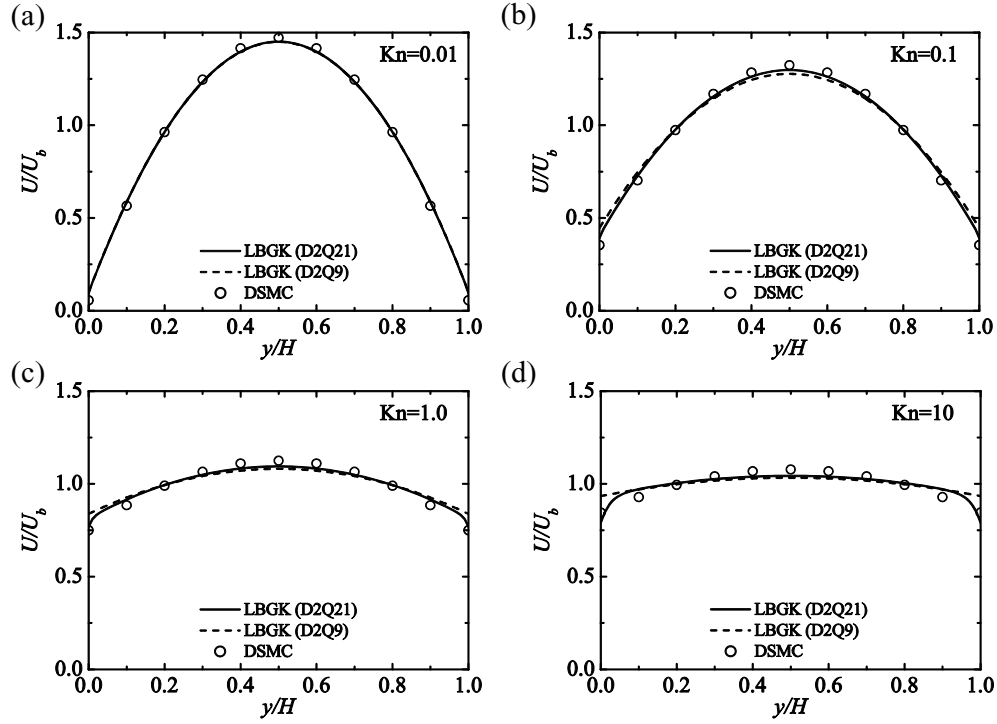 (a)
1.5
1.0
0.5
0.0
U/U_b
Kn=0.01
LBGK (D2Q21)
LBGK (D2Q9)
DSMC
0.0 0.2 0.4 0.6 0.8 1.0
y/H
(b)
1.5
1.0
0.5
0.0
U/U_b
Kn=0.1
LBGK (D2Q21)
LBGK (D2Q9)
DSMC
0.0 0.2 0.4 0.6 0.8 1.0
y/H
(c)
1.5
1.0
0.5
0.0
U/U_b
Kn=1.0
LBGK (D2Q21)
LBGK (D2Q9)
DSMC
0.0 0.2 0.4 0.6 0.8 1.0
y/H
(d)
1.5
1.0
0.5
0.0
U/U_b
Kn=10
LBGK (D2Q21)
LBGK (D2Q9)
DSMC
0.0 0.2 0.4 0.6 0.8 1.0
y/H